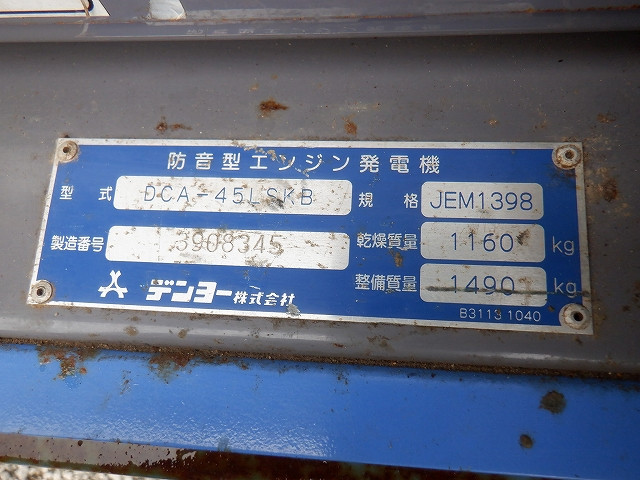 防音型エンジン発電機
型式 DCA-45LSKB 規格 JEM1398
製造番号 3908345 乾燥質量 1160 kg
整備質量 1490 kg
デンヨー株式会社
B3113 1040